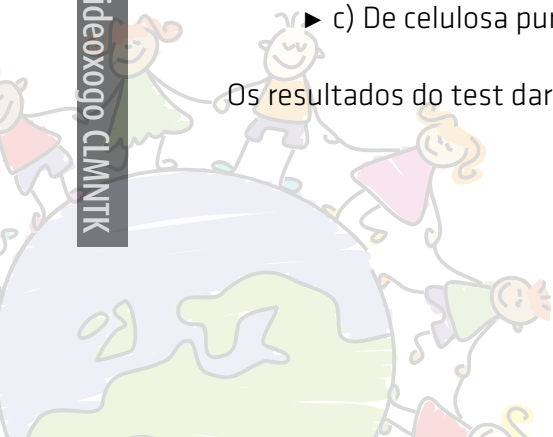 ► c) De celulosa pur
Os resultados do test dar
ideoxogo CLMNTK